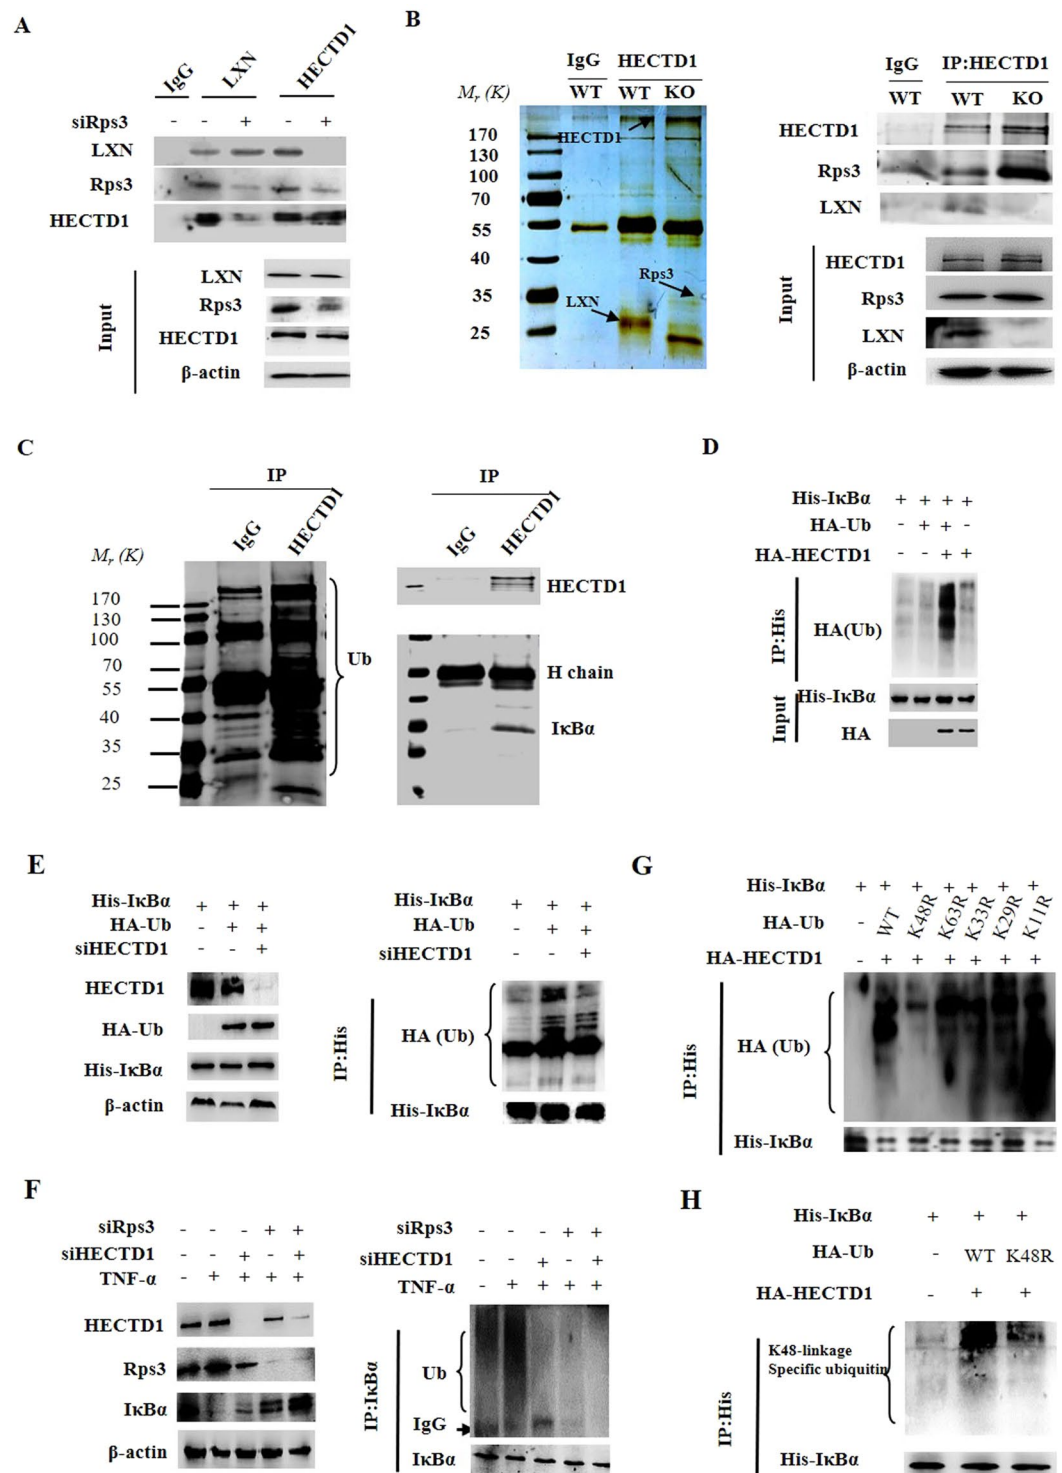 A
IgG LXN HECTD1
siRps3 - - + - +
LXN
Rps3
HECTD1
Input
LXN
Rps3
HECTD1
β-actin
B
IgG HECTD1
Mr (K) WT WT KO
170
130
100
70
55
40
35
25
HECTD1
Rps3
LXN
IgG IP:HECTD1
WT WT KO
HECTD1
Rps3
LXN
Input
HECTD1
Rps3
LXN
β-actin
C
IP
IgG HECTD1
Mr (K)
170
130
100
70
55
40
35
25
Ub
IP
IgG HECTD1
HECTD1
H chain
IκBα
D
His-IκBα + + + +
HA-Ub - + + -
HA-HECTD1 - - + +
IP:His
HA(Ub)
Input
His-IκBα
HA
E
His-IκBα + + +
HA-Ub - + +
siHECTD1 - - +
HECTD1
HA-Ub
His-IκBα
β-actin
His-IκBα + + +
HA-Ub - + +
siHECTD1 - - +
IP:His
HA (Ub)
His-IκBα
G
His-IκBα + + + + + + +
HA-Ub - WT K48R K63R K33R K29R K11R
HA-HECTD1 - + + + + + +
IP:His
HA (Ub)
His-IκBα
F
siRps3 - - - + +
siHECTD1 - - + - +
TNF-α - + + + +
HECTD1
Rps3
IκBα
β-actin
siRps3 - - - + +
siHECTD1 - - + - +
TNF-α - + + + +
IP:IκBα
Ub
IgG
IκBα
H
His-IκBα + + +
HA-Ub - WT K48R
HA-HECTD1 - + +
IP:His
K48-linkage
Specific ubiquitin
His-IκBα